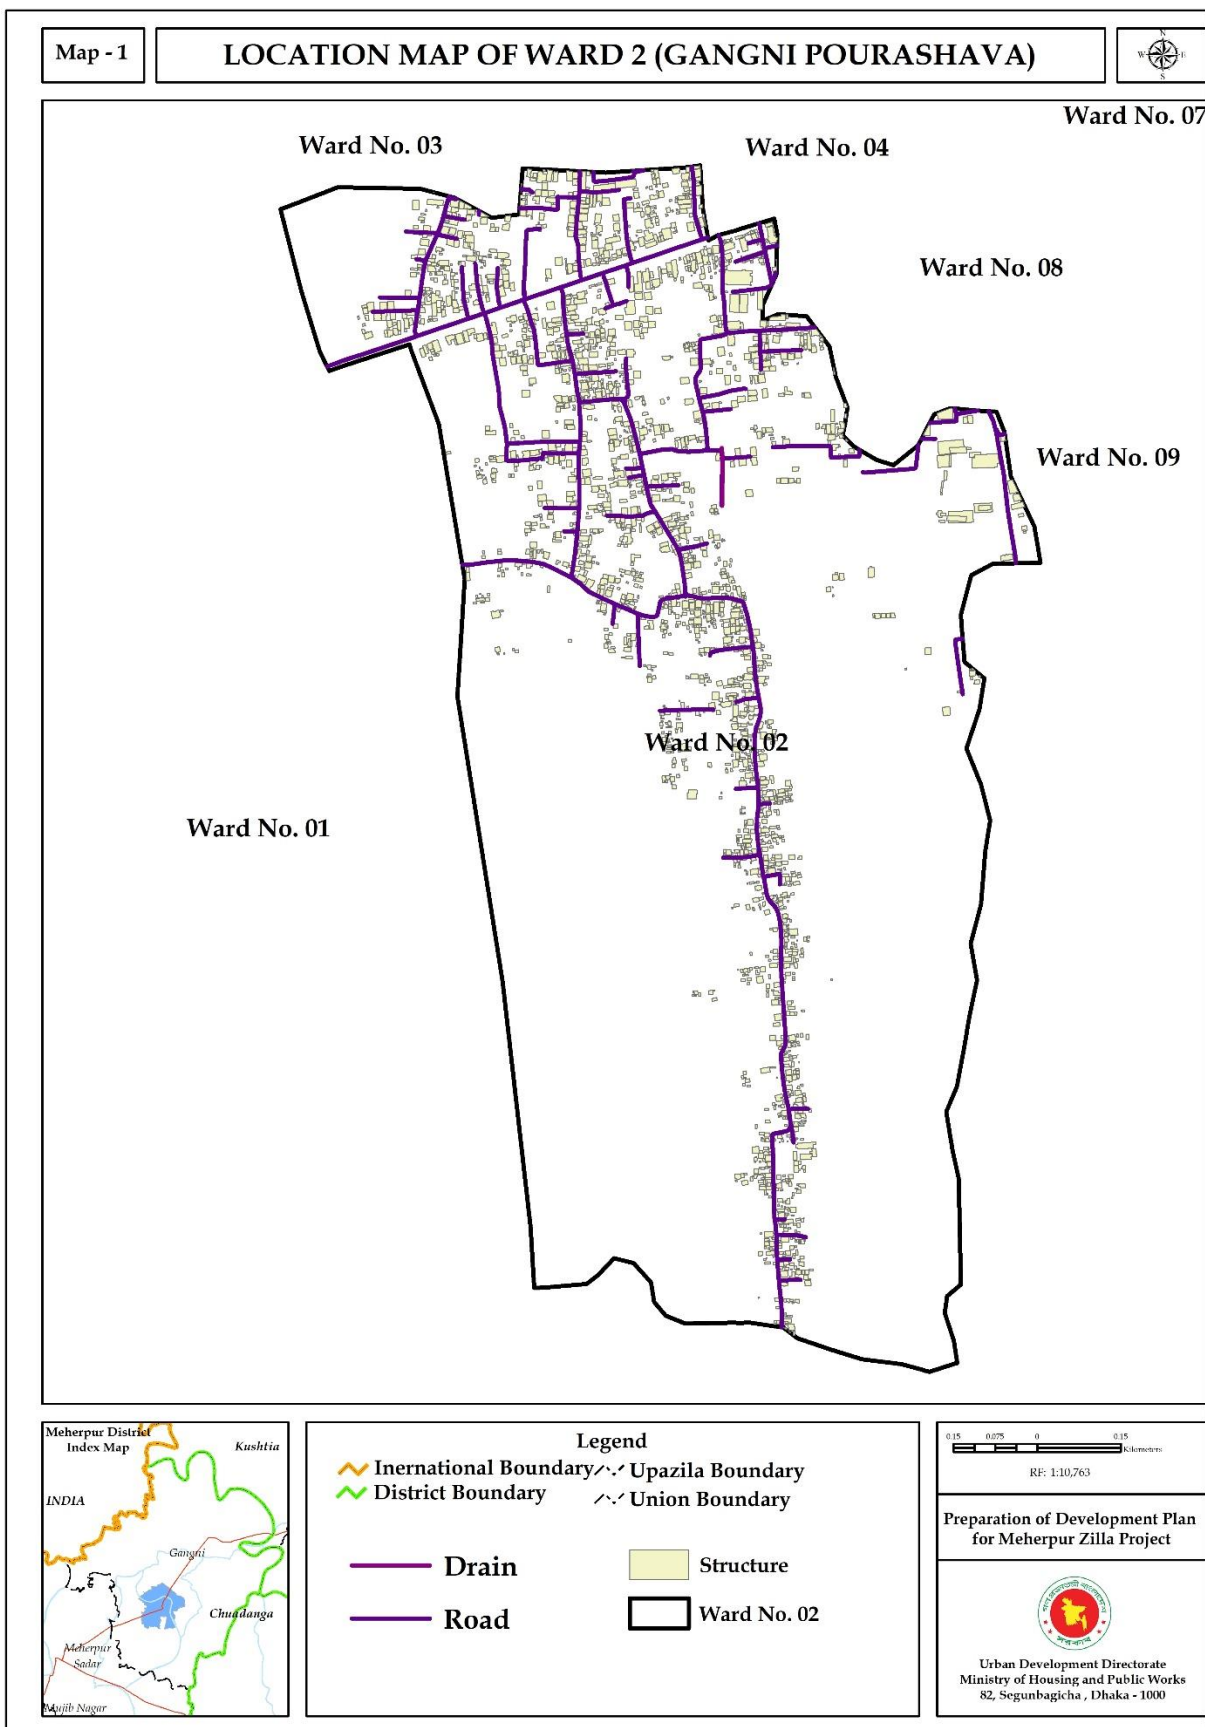 Map - 1
LOCATION MAP OF WARD 2 (GANGNI POURASHAVA)
N
W E
S
Ward No. 07
Ward No. 03
Ward No. 04
Ward No. 08
Ward No. 09
Ward No. 02
Ward No. 01
Meherpur District
Index Map
Kushtia
INDIA
Gangni
Chuadanga
Meherpur
Sadar
Mujib Nagar
Legend
Inernational Boundary
Upazila Boundary
District Boundary
Union Boundary
Drain
Structure
Road
Ward No. 02
0.15 0.075 0 0.15
Kilometers
RF: 1:10,763
Preparation of Development Plan
for Meherpur Zilla Project
Urban Development Directorate
Ministry of Housing and Public Works
82, Segunbagicha , Dhaka - 1000